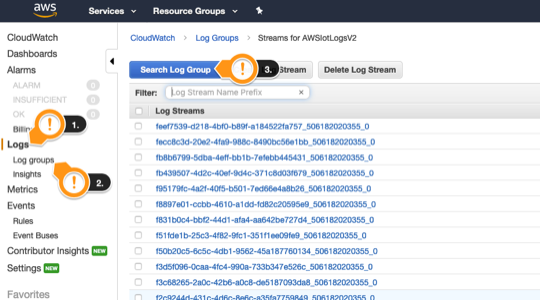 aws Services Resource Groups
CloudWatch
CloudWatch Log Groups Streams for AWSIotLogsV2
Dashboards
Alarms
Search Log Group 3. Stream Delete Log Stream
ALARM 0
INSUFFICIENT 0
Filter: Log Stream Name Prefix ×
OK 0
Log Streams
Billing 1.
feef7539-d218-4bf0-b89f-a184522fa757_506182020355_0
Logs
fecc8c3d-20e2-4fa9-988c-8490bc56e1bb_506182020355_0
Log groups
fb8b6799-5dba-4eff-bb1b-7efebb445431_506182020355_0
Insights
fb439507-4d2c-40ef-9d4c-371c8d03f679_506182020355_0
2.
Metrics
f95179fc-4a2f-40f5-b501-7ed66e4a8b26_506182020355_0
Events
f8897e01-ccbb-4610-a1dd-fd82c20595e9_506182020355_0
Rules
f831b0c4-bbf2-44d1-afa4-aa642be727d4_506182020355_0
Event Buses
f51fde1b-25c3-4f82-9fc1-351f1ee09fe9_506182020355_0
Contributor Insights NEW
f50b20c5-6c5c-4db1-9562-45a187760134_506182020355_0
Settings NEW
f3d5f096-0caa-4fc4-990a-733b347e526c_506182020355_0
f3c68265-2a0c-42b6-a0c8-de5187093da8_506182020355_0
Favorites
f2c9244d-431c-4d6c-8e6c-a35fa7759849_506182020355_0